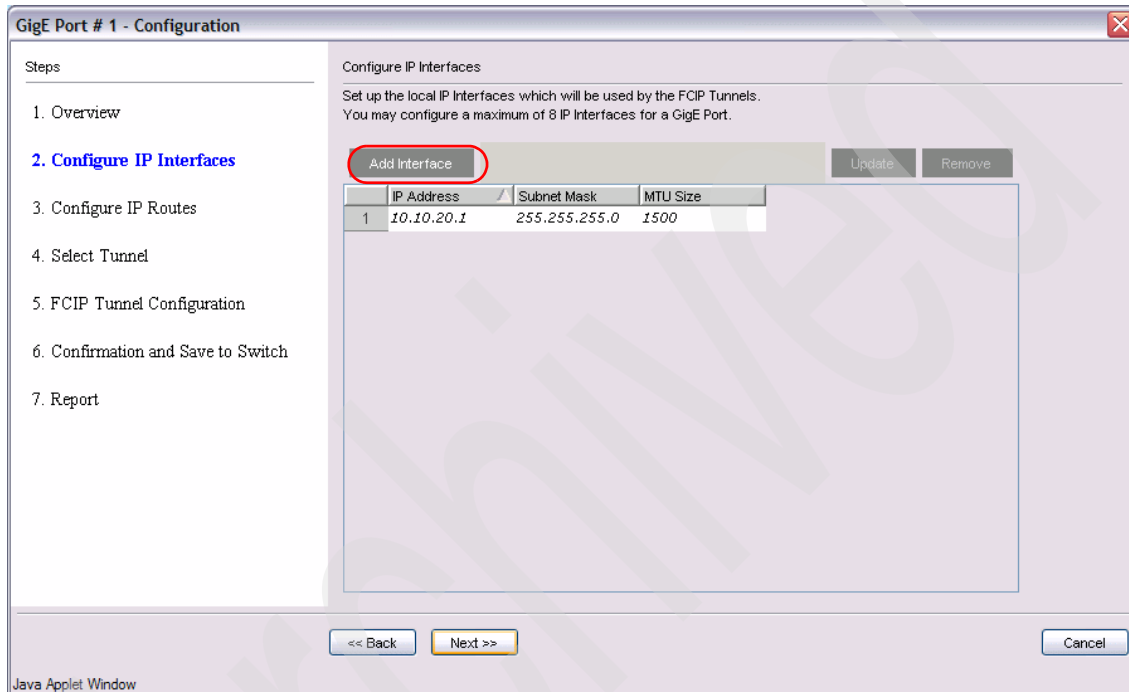 GigE Port # 1 - Configuration
Steps
1. Overview
2. Configure IP Interfaces
3. Configure IP Routes
4. Select Tunnel
5. FCIP Tunnel Configuration
6. Confirmation and Save to Switch
7. Report
Configure IP Interfaces
Set up the local IP Interfaces which will be used by the FCIP Tunnels.
You may configure a maximum of 8 IP Interfaces for a GigE Port.
Add Interface Update Remove
IP Address Subnet Mask MTU Size
1 10.10.20.1 255.255.255.0 1500
<< Back Next >> Cancel
Java Applet Window